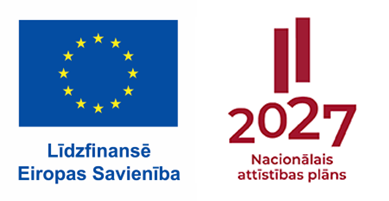 Līdzfinansē
Eiropas Savienība
2027
Nacionālais
attīstības plāns